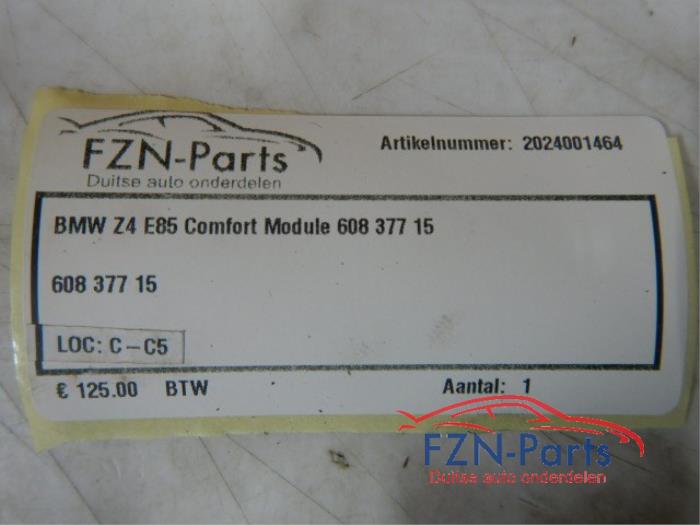 FZN-Parts
Duitse auto onderdelen
Artikelnummer: 2024001464
BMW Z4 E85 Comfort Module 608 377 15
608 377 15
LOC: C-C5
€ 125.00 BTW
Aantal: 1
FZN-Parts
Duitse auto onderdelen